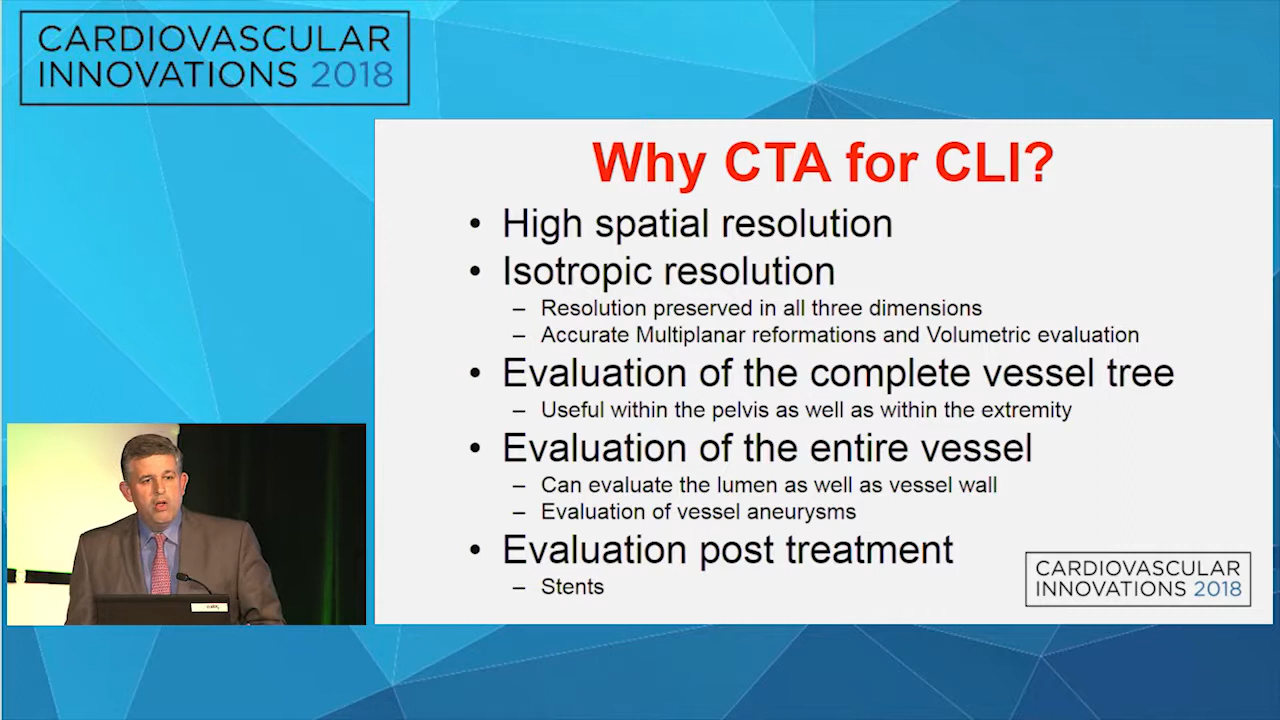 CARDIOVASCULAR
INNOVATIONS 2018
Why CTA for CLI?
• High spatial resolution
• Isotropic resolution
– Resolution preserved in all three dimensions
– Accurate Multiplanar reformations and Volumetric evaluation
• Evaluation of the complete vessel tree
– Useful within the pelvis as well as within the extremity
• Evaluation of the entire vessel
– Can evaluate the lumen as well as vessel wall
– Evaluation of vessel aneurysms
• Evaluation post treatment
– Stents
CARDIOVASCULAR
INNOVATIONS 2018